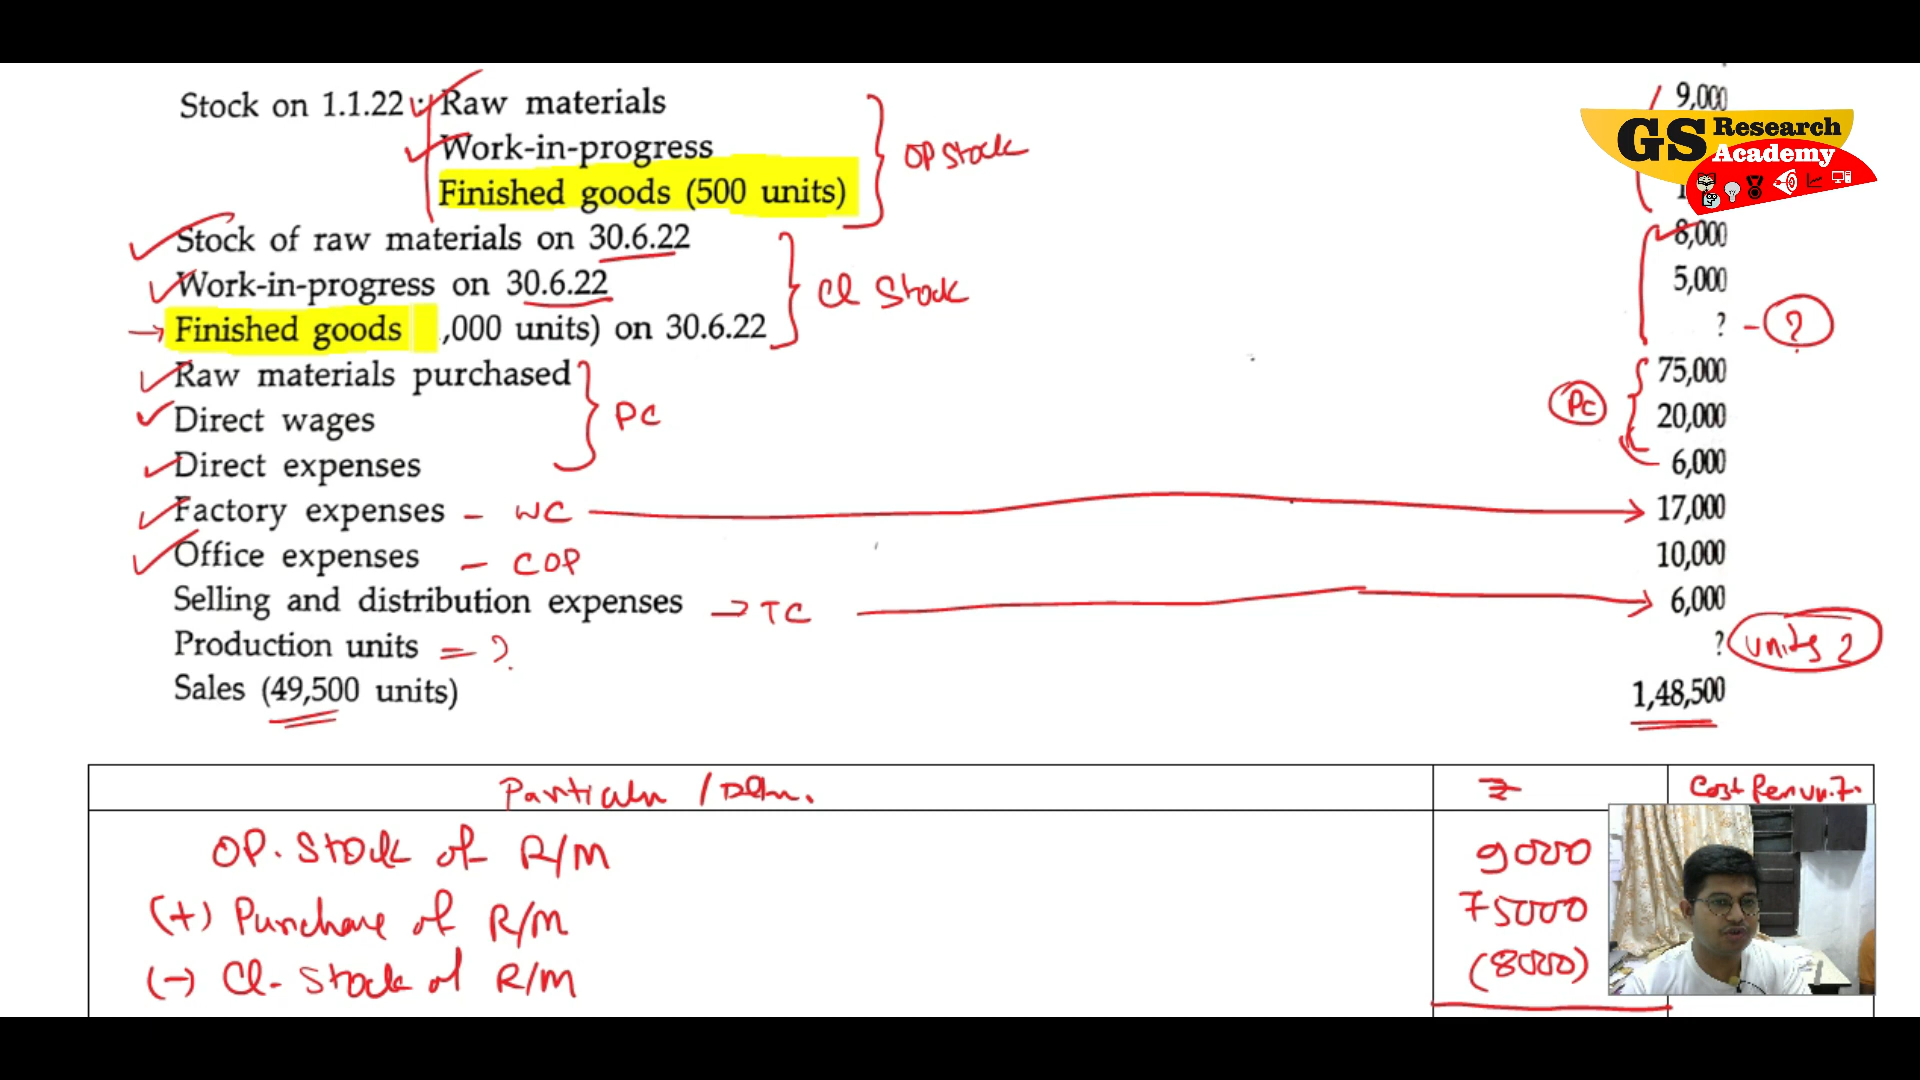 Stock on 1.1.22 : Raw materials 9,000
Work-in-progress
Finished goods (500 units)
OP Stock
GS Research Academy
Stock of raw materials on 30.6.22 8,000
Work-in-progress on 30.6.22 5,000
Cl Stock
Finished goods ,000 units) on 30.6.22 ? - ?
Raw materials purchased 75,000
Direct wages PC PC 20,000
Direct expenses 6,000
Factory expenses - WC 17,000
Office expenses - COP 10,000
Selling and distribution expenses → TC 6,000
Production units = ? ? units ?
Sales (49,500 units) 1,48,500
₹ Cost Per unit.
OP. Stock of R/M 9000
(+) Purchase of R/M 75000
(-) Cl. Stock of R/M (8000)